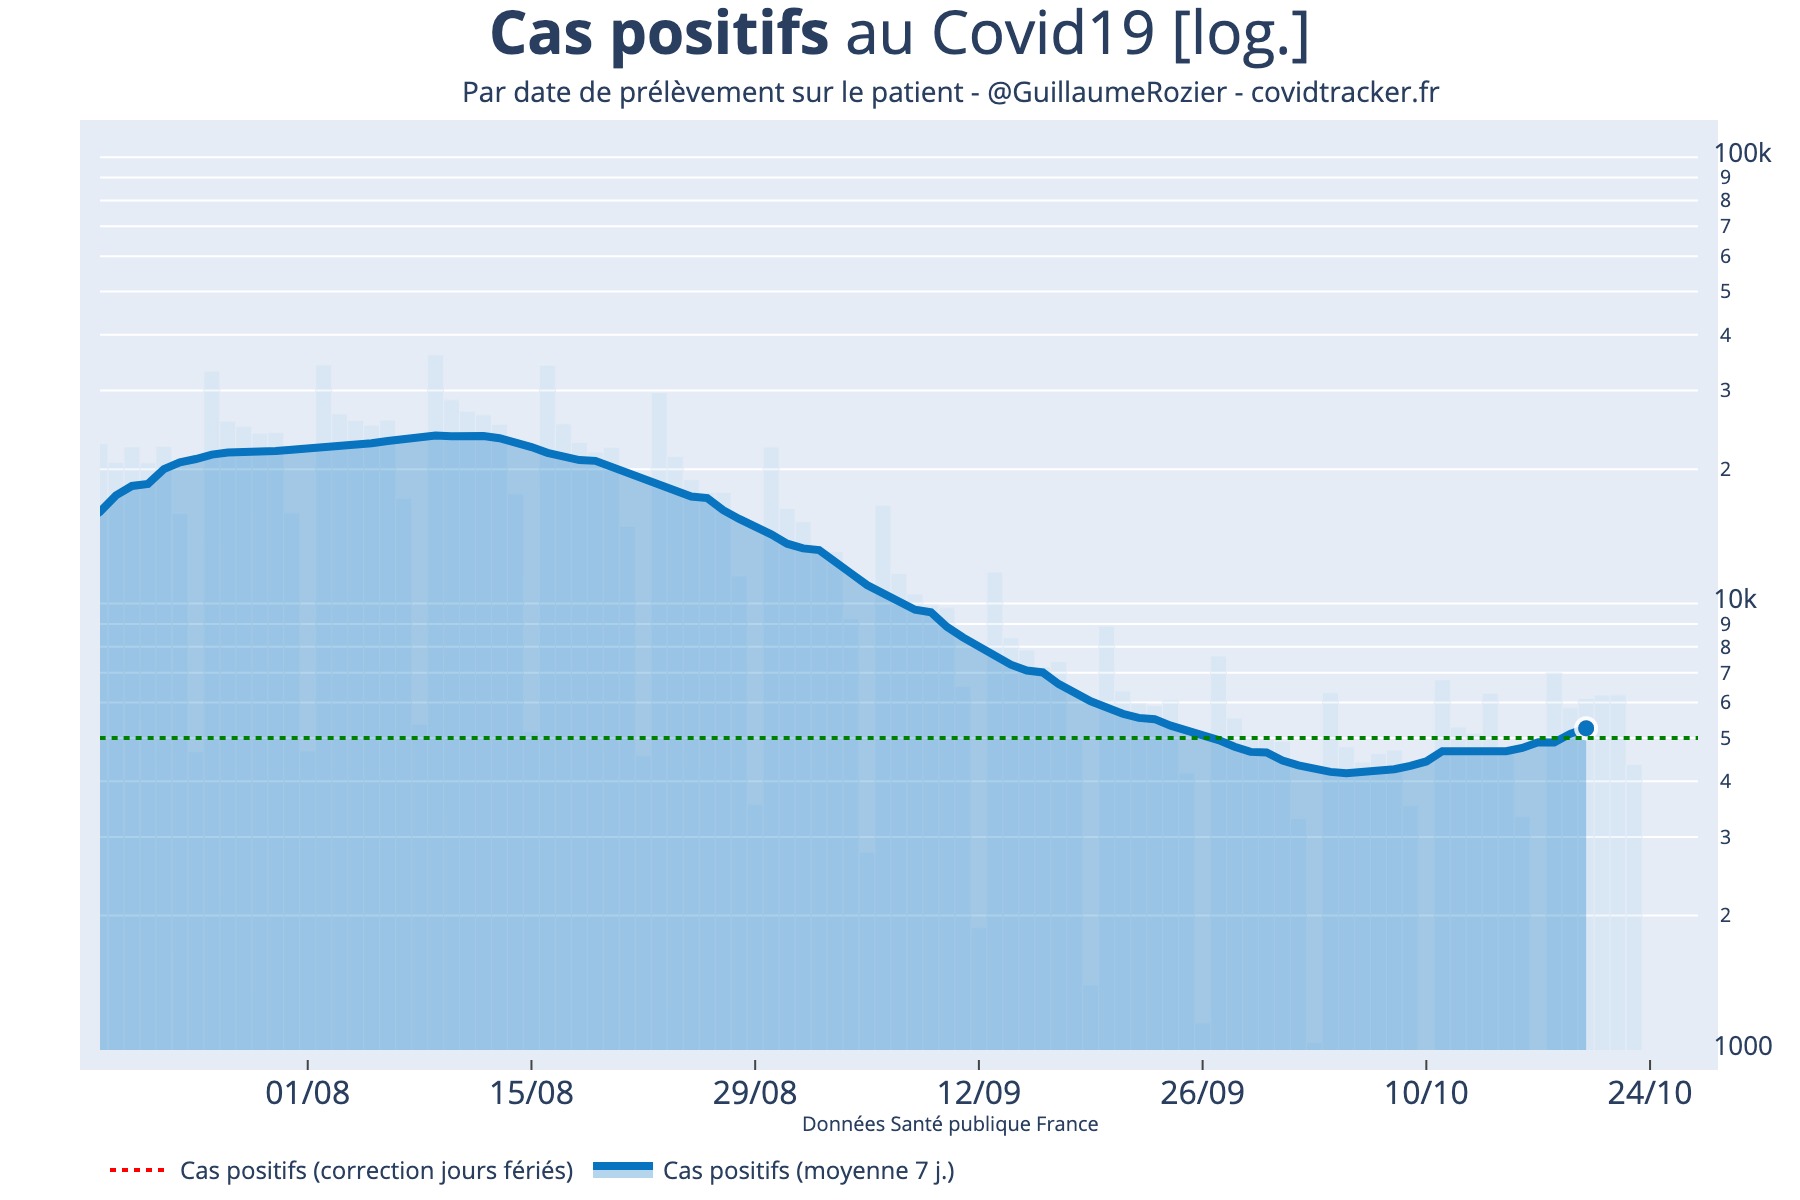 Cas positifs au Covid19 [log.]
Par date de prélèvement sur le patient - @GuillaumeRozier - covidtracker.fr
100k
9
8
7
6
5
4
3
2
10k
9
8
7
6
5
4
3
2
1000
01/08 15/08 29/08 12/09 26/09 10/10 24/10
Données Santé publique France
Cas positifs (correction jours fériés) Cas positifs (moyenne 7 j.)